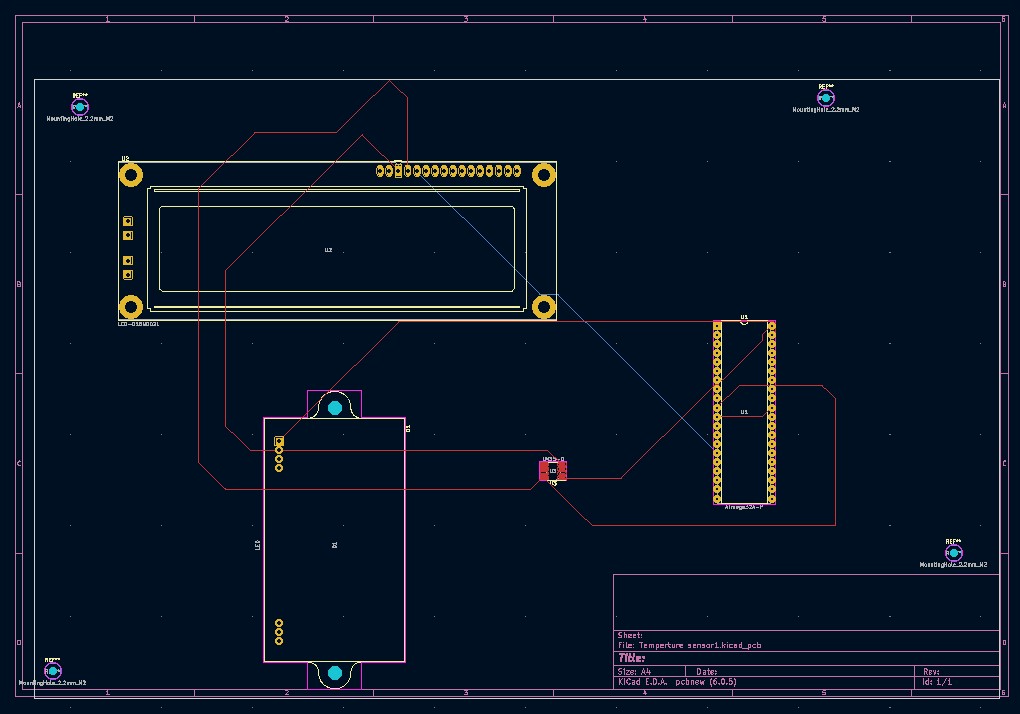 1 2 3 4 5 6
REF**
MountingHole_2.2mm_M2
REF**
MountingHole_2.2mm_M2
A A
U2
U2
B B
LCD-016N002L
U1
U1
D1
C C
LM35-D
U3
ATmega32A-P
LED
D1
REF**
MountingHole_2.2mm_M2
Sheet:
File: Temperture sensor1.kicad_pcb
D D
Title:
REF**
MountingHole_2.2mm_M2
Size: A4 Date: Rev:
KiCad E.D.A. pcbnew (6.0.5) Id: 1/1
1 2 3 4 5 6